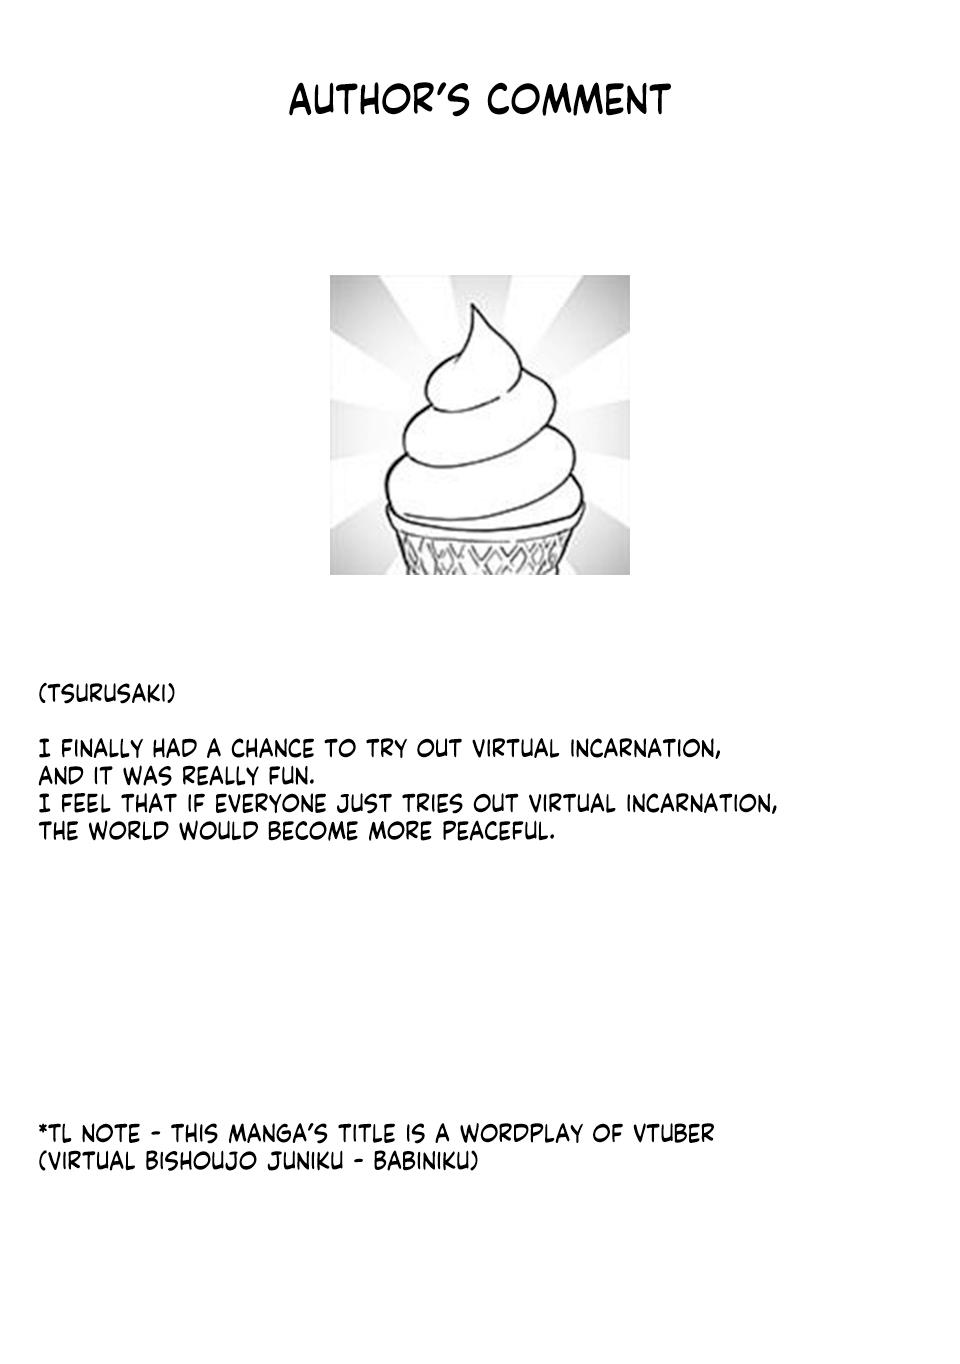 AUTHOR'S COMMENT
(TSURUSAKI)
I FINALLY HAD A CHANCE TO TRY OUT VIRTUAL INCARNATION,
AND IT WAS REALLY FUN.
I FEEL THAT IF EVERYONE JUST TRIES OUT VIRTUAL INCARNATION,
THE WORLD WOULD BECOME MORE PEACEFUL.
*TL NOTE - THIS MANGA'S TITLE IS A WORDPLAY OF VTUBER
(VIRTUAL BISHOUJO JUNIKU - BABINIKU)